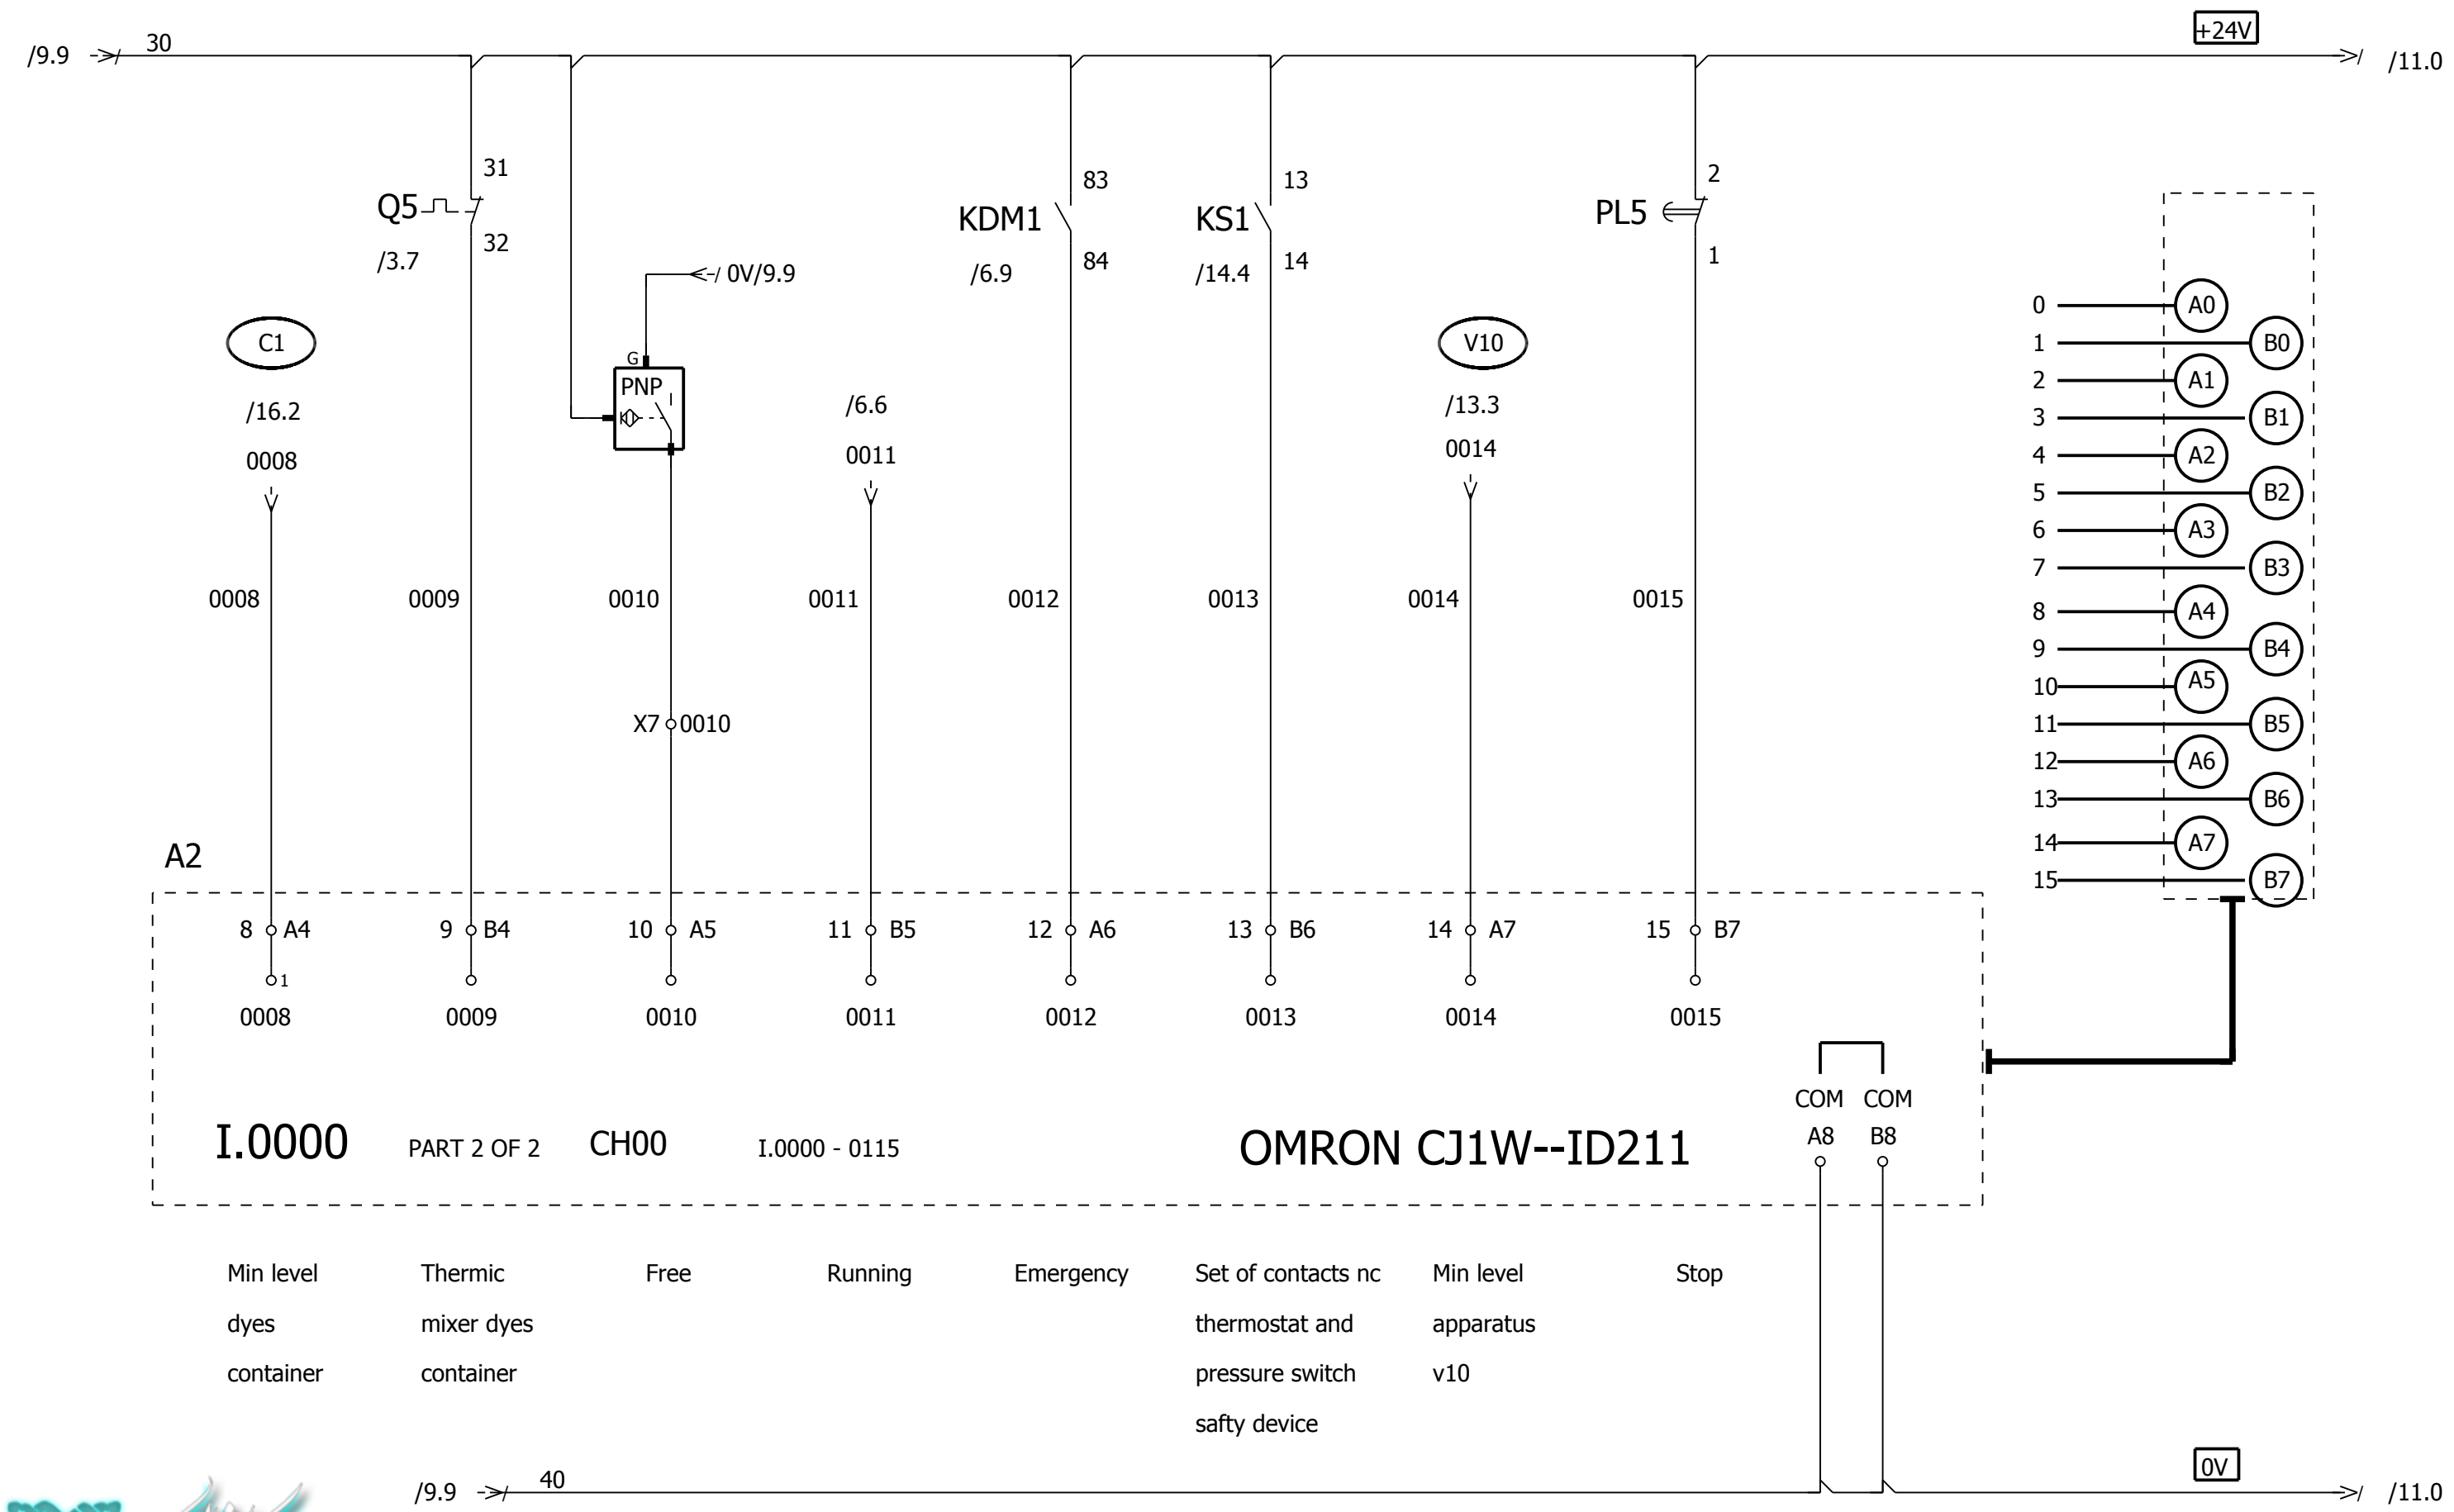 +24V
/9.9 30 /11.0
31 83 13 2
Q5 KDM1 KS1 PL5
32 84 14 1
/3.7 0V/9.9 /6.9 /14.4
0 A0
C1 G V10 1 B0
PNP 2 A1
/16.2 /6.6 /13.3 3 B1
0008 0011 0014 4 A2
5 B2
6 A3
7 B3
0008 0009 0010 0011 0012 0013 0014 0015 8 A4
9 B4
10 A5
X7 0010 11 B5
12 A6
13 B6
A2 14 A7
15 B7
8 A4 9 B4 10 A5 11 B5 12 A6 13 B6 14 A7 15 B7
1
0008 0009 0010 0011 0012 0013 0014 0015
COM COM
I.0000 PART 2 OF 2 CH00 I.0000 - 0115 OMRON CJ1W--ID211 A8 B8
Min level Thermic Free Running Emergency Set of contacts nc Min level Stop
dyes mixer dyes thermostat and apparatus
container container pressure switch v10
safty device
0V
/9.9 40 /11.0